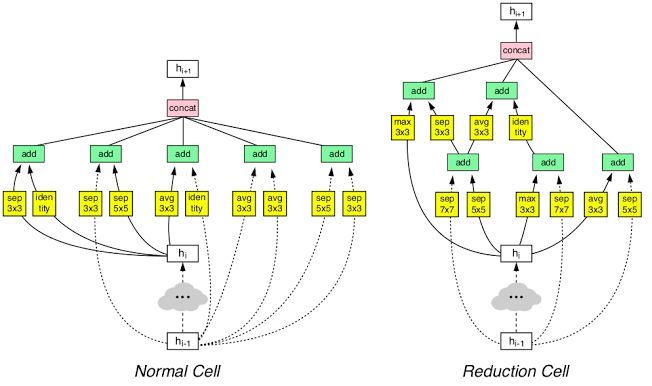 h_{i+1}
concat
add add add add add
sep 3x3
iden tity
sep 3x3
sep 5x5
avg 3x3
iden tity
avg 3x3
avg 3x3
sep 5x5
sep 3x3
h_i
...
h_{i-1}
Normal Cell
h_{i+1}
concat
add add
max 3x3
sep 3x3
avg 3x3
iden tity
add add add
sep 7x7
sep 5x5
max 3x3
sep 7x7
avg 3x3
sep 5x5
h_i
...
h_{i-1}
Reduction Cell